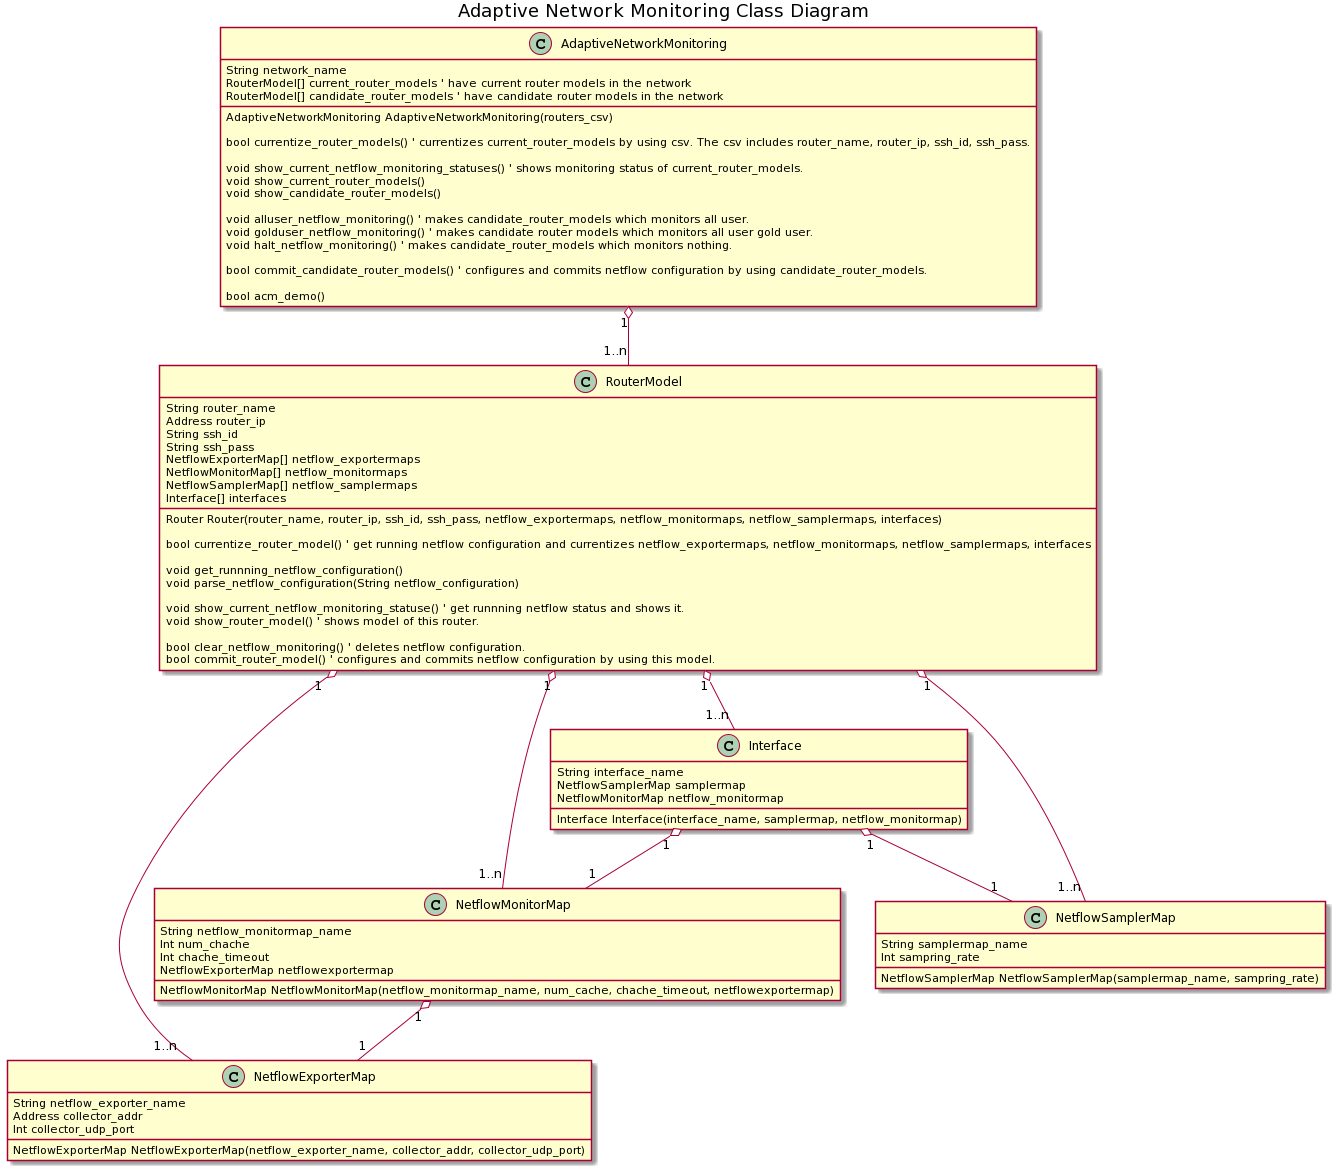 Adaptive Network Monitoring Class Diagram
C AdaptiveNetworkMonitoring
String network_name
RouterModel[] current_router_models ' have current router models in the network
RouterModel[] candidate_router_models ' have candidate router models in the network
AdaptiveNetworkMonitoring AdaptiveNetworkMonitoring(routers_csv)
bool currentize_router_models() ' currentizes current_router_models by using csv. The csv includes router_name, router_ip, ssh_id, ssh_pass.
void show_current_netflow_monitoring_statuses() ' shows monitoring status of current_router_models.
void show_current_router_models()
void show_candidate_router_models()
void alluser_netflow_monitoring() ' makes candidate_router_models which monitors all user.
void golduser_netflow_monitoring() ' makes candidate router models which monitors all user gold user.
void halt_netflow_monitoring() ' makes candidate_router_models which monitors nothing.
bool commit_candidate_router_models() ' configures and commits netflow configuration by using candidate_router_models.
bool acm_demo()
1
1..n
C RouterModel
String router_name
Address router_ip
String ssh_id
String ssh_pass
NetflowExporterMap[] netflow_exportermaps
NetflowMonitorMap[] netflow_monitormaps
NetflowSamplerMap[] netflow_samplermaps
Interface[] interfaces
Router Router(router_name, router_ip, ssh_id, ssh_pass, netflow_exportermaps, netflow_monitormaps, netflow_samplermaps, interfaces)
bool currentize_router_model() ' get running netflow configuration and currentizes netflow_exportermaps, netflow_monitormaps, netflow_samplermaps, interfaces
void get_runnning_netflow_configuration()
void parse_netflow_configuration(String netflow_configuration)
void show_current_netflow_monitoring_statuse() ' get runnning netflow status and shows it.
void show_router_model() ' shows model of this router.
bool clear_netflow_monitoring() ' deletes netflow configuration.
bool commit_router_model() ' configures and commits netflow configuration by using this model.
1 1 1 1
1..n
C Interface
String interface_name
NetflowSamplerMap samplermap
NetflowMonitorMap netflow_monitormap
Interface Interface(interface_name, samplermap, netflow_monitormap)
1 1
1..n 1 1 1..n
C NetflowMonitorMap
String netflow_monitormap_name
Int num_chache
Int chache_timeout
NetflowExporterMap netflowexportermap
NetflowMonitorMap NetflowMonitorMap(netflow_monitormap_name, num_cache, chache_timeout, netflowexportermap)
C NetflowSamplerMap
String samplermap_name
Int sampring_rate
NetflowSamplerMap NetflowSamplerMap(samplermap_name, sampring_rate)
1
1..n 1
C NetflowExporterMap
String netflow_exporter_name
Address collector_addr
Int collector_udp_port
NetflowExporterMap NetflowExporterMap(netflow_exporter_name, collector_addr, collector_udp_port)